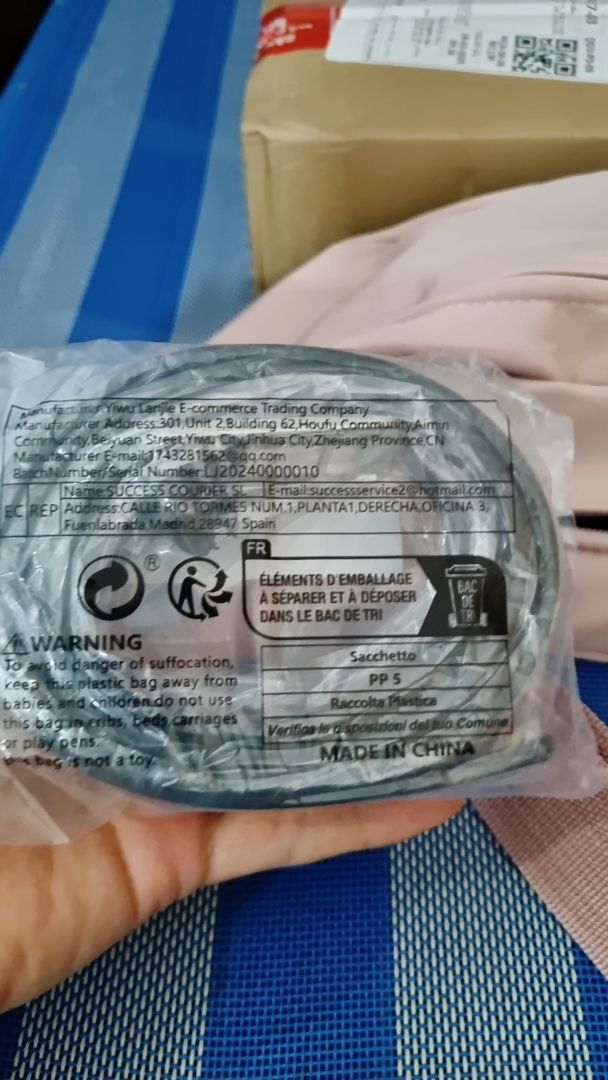 Manufacturer:Yiwu Lanjie E-commerce Trading Company
Manufacturer Address:301,Unit 2,Building 62,Houfu Community,Aimin
Community,Beiyuan Street,Yiwu City,Jinhua City,Zhejiang Province,CN
Manufacturer E-mail:1743281562@qq.com
BatchNumber/Serial Number:LJ20240000010
EC REP
Name:SUCCESS COURIER SL
E-mail:successservice2@hotmail.com
Address:CALLE RIO TORMES NUM.1,PLANTA1,DERECHA,OFICINA 3,
Fuenlabrada,Madrid,28947 Spain
®
FR
ÉLÉMENTS D'EMBALLAGE
À SÉPARER ET À DÉPOSER
DANS LE BAC DE TRI
BAC
DE
TRI
WARNING
To avoid danger of suffocation,
keep this plastic bag away from
babies and children.do not use
this bag in cribs, beds,carriages
or play pens.
bag is not a toy.
Sacchetto
PP 5
Raccolta Plastica
Verifica le disposizioni del tuo Comune
MADE IN CHINA